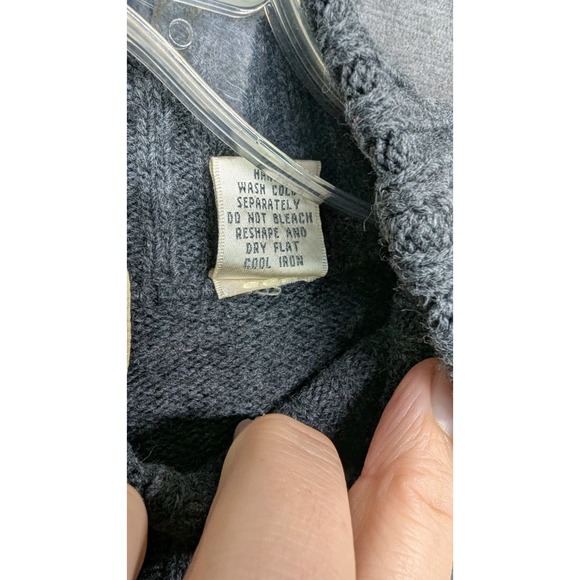 WASH COLD
SEPARATELY
DO NOT BLEACH
RESHAPE AND
DRY FLAT
COOL IRON